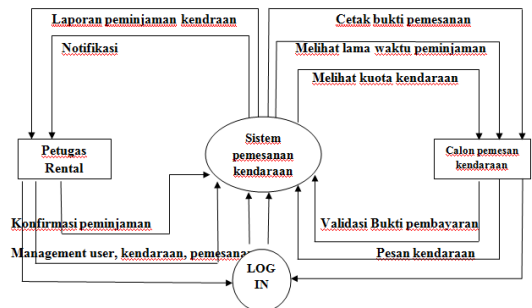 Laporan peminjaman kendraan
Cetak bukti pemesanan
Notifikasi
Melihat lama waktu peminjaman
Melihat kuota kendaraan
Sistem
pemesanan
kendaraan
Petugas
Rental
Calon pemesan
kendaraan
Konfirmasi peminjaman
Validasi Bukti pembayaran
Management user, kendaraan, pemesanan
Pesan kendaraan
LOG
IN